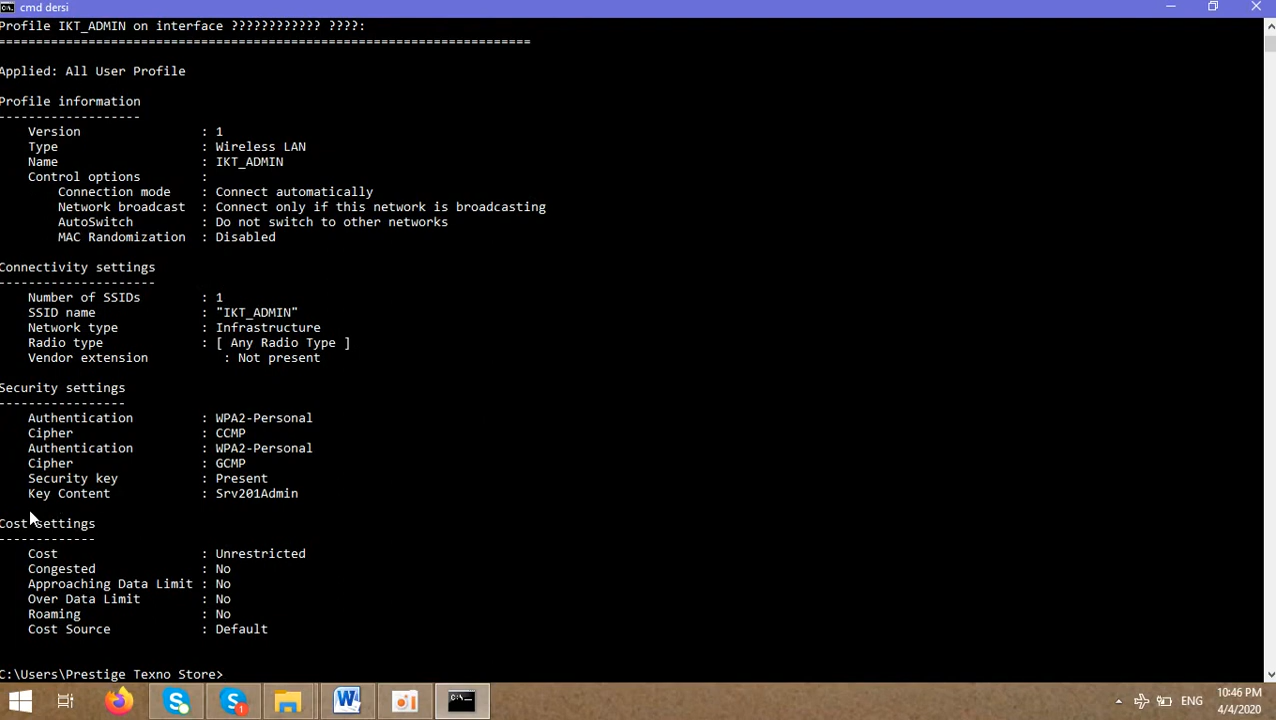 cmd dersi
Profile IKT_ADMIN on interface ???????????? ????:
=======================================================================
Applied: All User Profile
Profile information
-------------------
Version : 1
Type : Wireless LAN
Name : IKT_ADMIN
Control options :
Connection mode : Connect automatically
Network broadcast : Connect only if this network is broadcasting
AutoSwitch : Do not switch to other networks
MAC Randomization : Disabled
Connectivity settings
---------------------
Number of SSIDs : 1
SSID name : "IKT_ADMIN"
Network type : Infrastructure
Radio type : [ Any Radio Type ]
Vendor extension : Not present
Security settings
-----------------
Authentication : WPA2-Personal
Cipher : CCMP
Authentication : WPA2-Personal
Cipher : GCMP
Security key : Present
Key Content : Srv201Admin
Cost settings
-------------
Cost : Unrestricted
Congested : No
Approaching Data Limit : No
Over Data Limit : No
Roaming : No
Cost Source : Default
C:\Users\Prestige Texno Store>
ENG
10:46 PM
4/4/2020